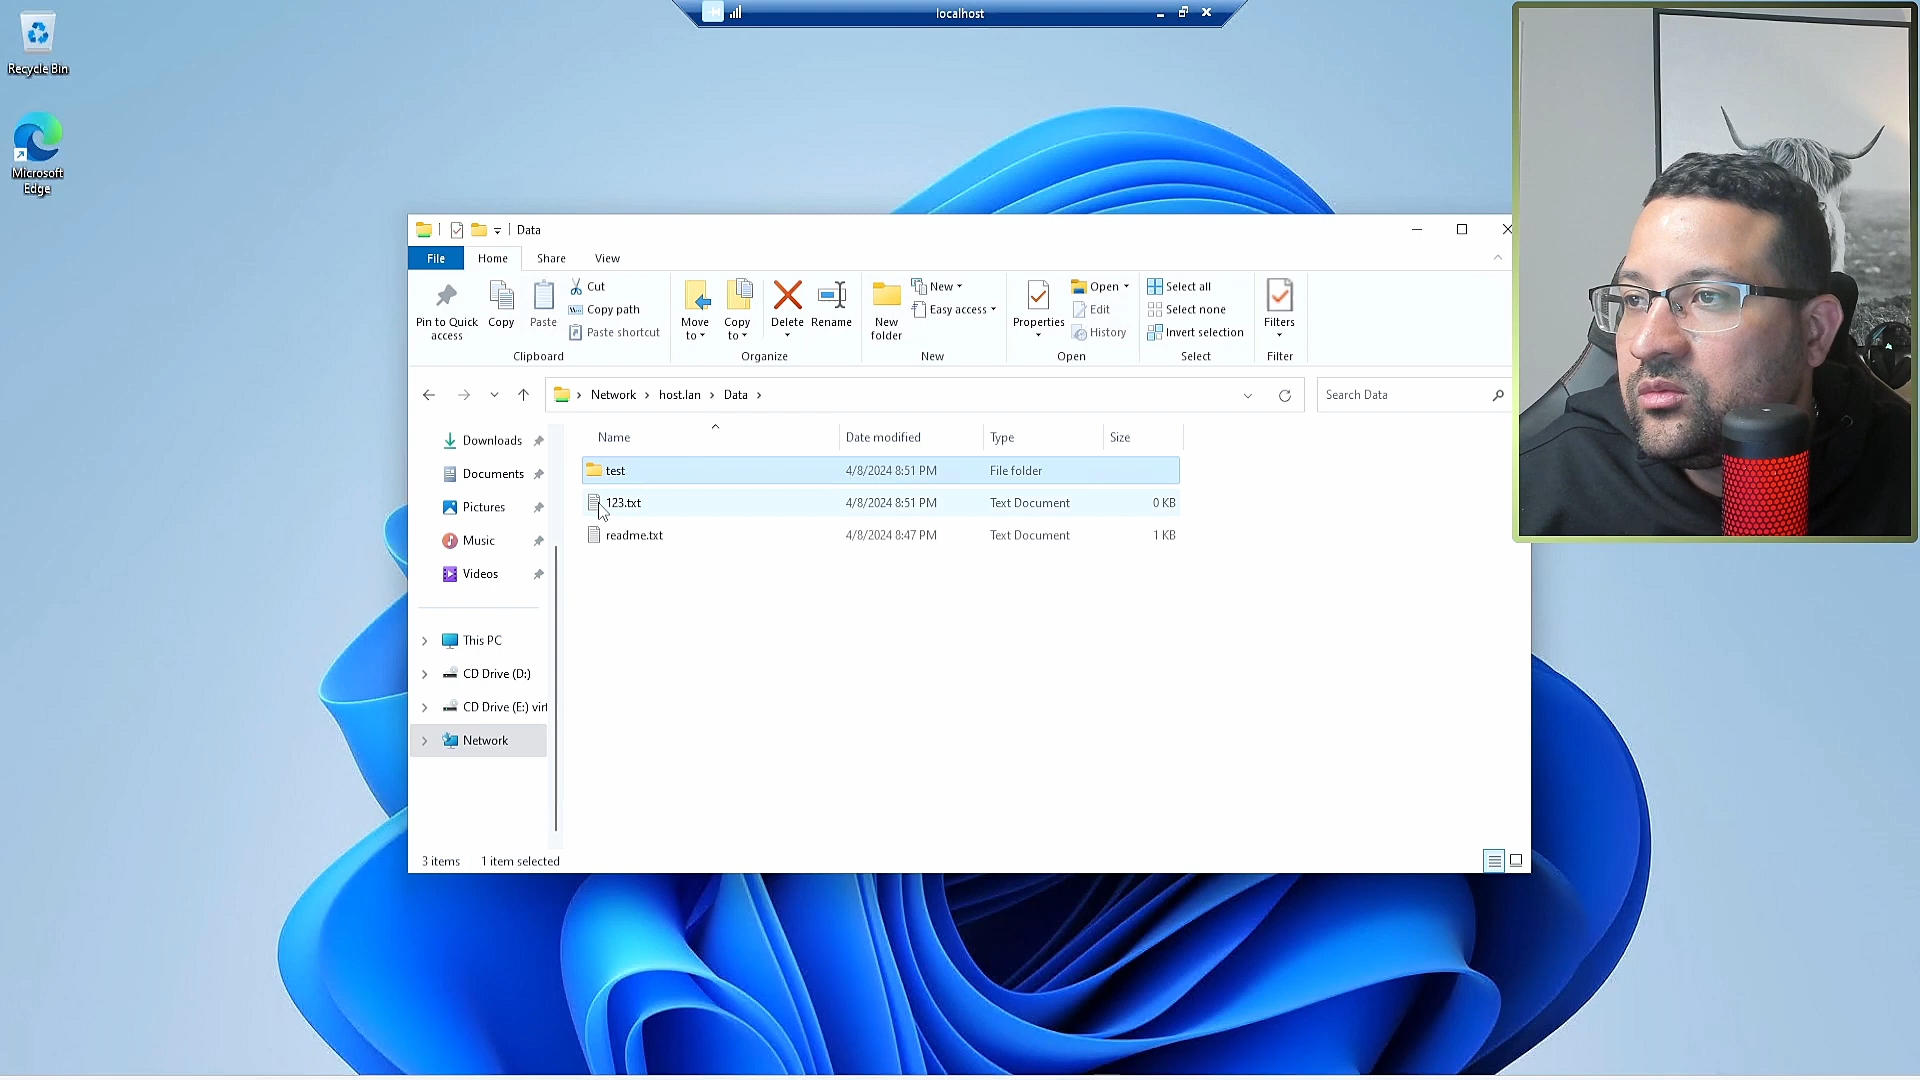 localhost
Recycle Bin
Microsoft
Edge
Data
File Home Share View
Pin to Quick
access
Copy
Paste
Cut
Copy path
Paste shortcut
Clipboard
Move
to
Copy
to
Delete
Rename
Organize
New
folder
New
Easy access
New
Properties
Open
Edit
History
Open
Select all
Select none
Invert selection
Select
Filters
Filter
Network > host.lan > Data >
Search Data
Downloads
Documents
Pictures
Music
Videos
This PC
CD Drive (D:)
CD Drive (E:) virt
Network
Name Date modified Type Size
test 4/8/2024 8:51 PM File folder
123.txt 4/8/2024 8:51 PM Text Document 0 KB
readme.txt 4/8/2024 8:47 PM Text Document 1 KB
3 items 1 item selected